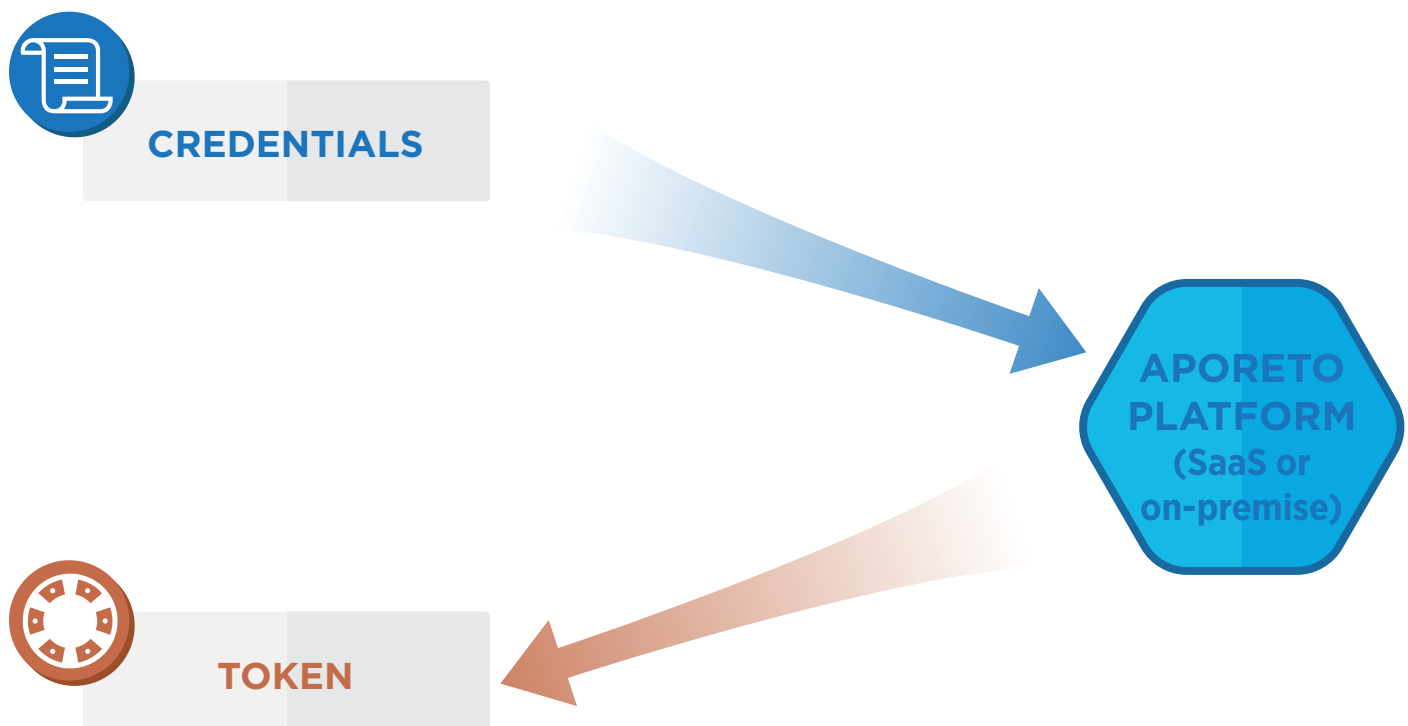 CREDENTIALS
APORETO
PLATFORM
(SaaS or
on-premise)
TOKEN